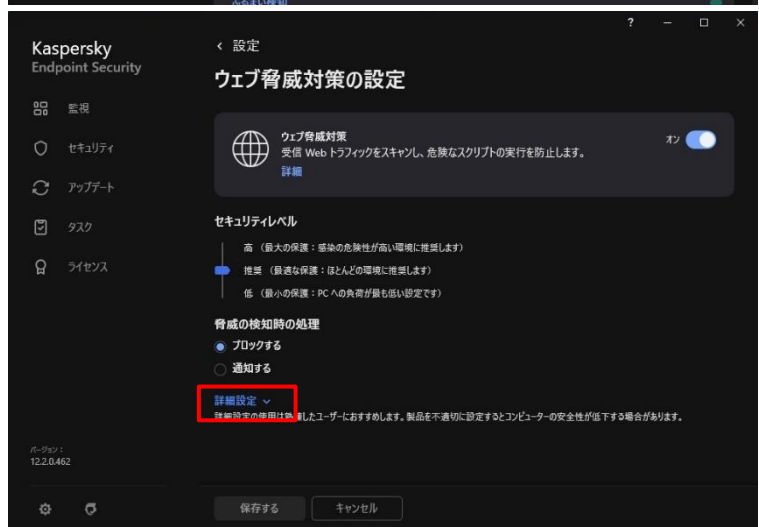 ふるまい検知
Kaspersky
Endpoint Security
監視
セキュリティ
アップデート
タスク
ライセンス
バージョン：
12.2.0.462
?
設定
ウェブ脅威対策の設定
ウェブ脅威対策
オン
受信 Web トラフィックをスキャンし、危険なスクリプトの実行を防止します。
詳細
セキュリティレベル
高 （最大の保護：感染の危険性が高い環境に推奨します）
推奨 （最適な保護：ほとんどの環境に推奨します）
低 （最小の保護：PC への負荷が最も低い設定です）
脅威の検知時の処理
ブロックする
通知する
詳細設定
詳細設定の使用は熟練したユーザーにおすすめします。製品を不適切に設定するとコンピューターの安全性が低下する場合があります。
保存する
キャンセル